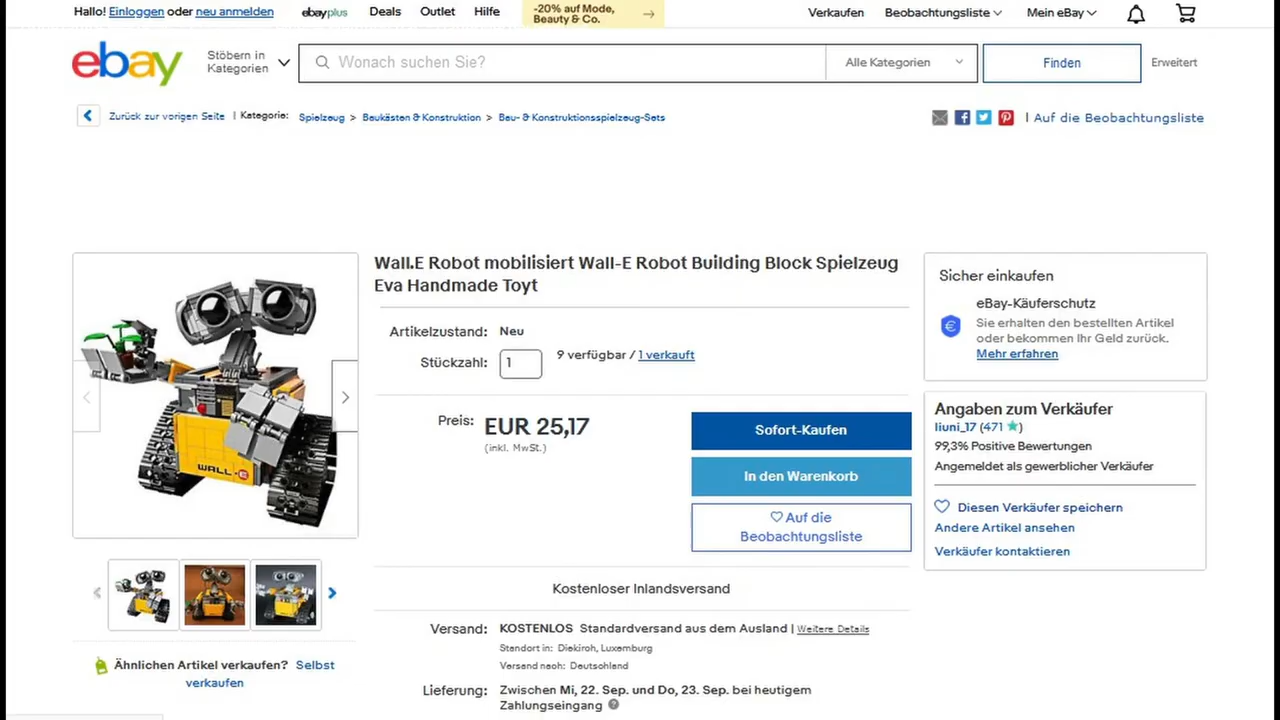 Hallo! Einloggen oder neu anmelden
ebayplus
Deals
Outlet
Hilfe
-20% auf Mode,
Beauty & Co.
Verkaufen
Beobachtungsliste
Mein eBay
ebay
Stöbern in
Kategorien
Wonach suchen Sie?
Alle Kategorien
Finden
Erweitert
Zurück zur vorigen Seite | Kategorie: Spielzeug > Baukästen & Konstruktion > Bau- & Konstruktionsspielzeug-Sets
| Auf die Beobachtungsliste
WALL•E
Wall.E Robot mobilisiert Wall-E Robot Building Block Spielzeug
Eva Handmade Toyt
Artikelzustand: Neu
Stückzahl: 1 9 verfügbar / 1 verkauft
Preis: EUR 25,17
(inkl. MwSt.)
Sofort-Kaufen
In den Warenkorb
Auf die
Beobachtungsliste
Kostenloser Inlandsversand
Versand: KOSTENLOS Standardversand aus dem Ausland | Weitere Details
Standort in: Diekirch, Luxemburg
Versand nach: Deutschland
Lieferung: Zwischen Mi, 22. Sep. und Do, 23. Sep. bei heutigem
Zahlungseingang
Sicher einkaufen
eBay-Käuferschutz
Sie erhalten den bestellten Artikel
oder bekommen Ihr Geld zurück.
Mehr erfahren
Angaben zum Verkäufer
liuni_17 (471)
99,3% Positive Bewertungen
Angemeldet als gewerblicher Verkäufer
Diesen Verkäufer speichern
Andere Artikel ansehen
Verkäufer kontaktieren
Ähnlichen Artikel verkaufen? Selbst
verkaufen